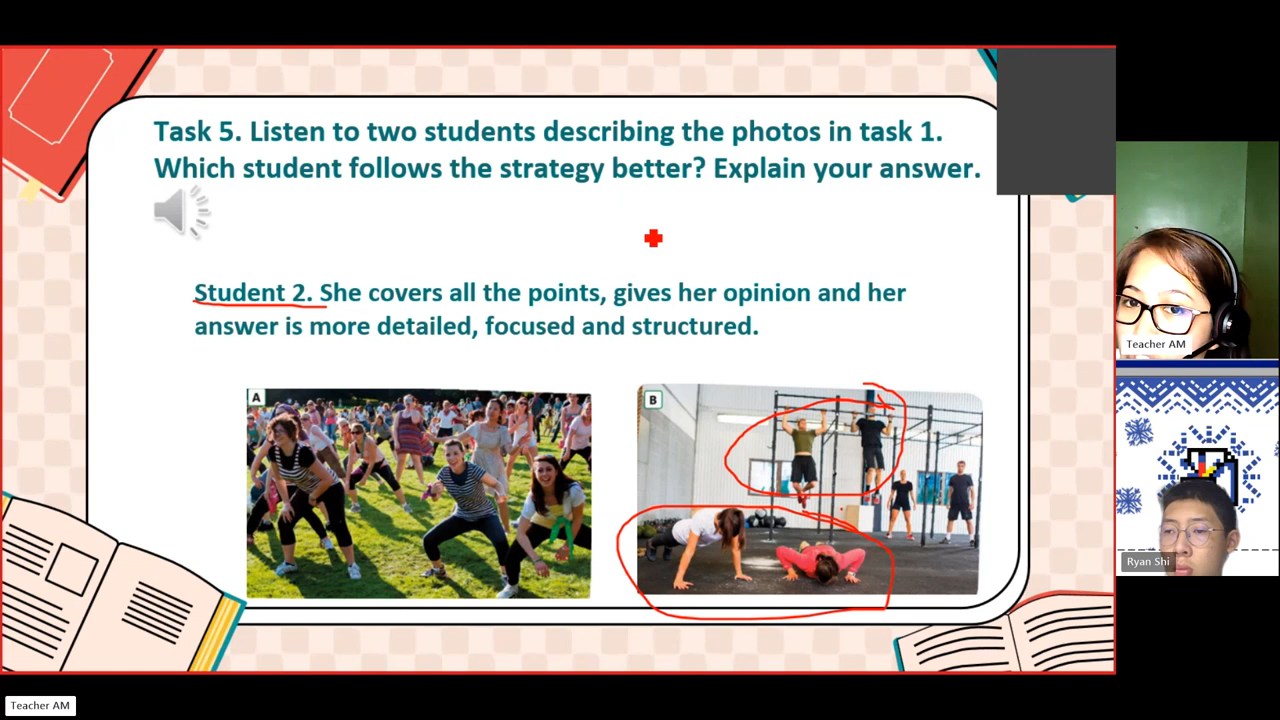 Task 5. Listen to two students describing the photos in task 1.
Which student follows the strategy better? Explain your answer.
Student 2. She covers all the points, gives her opinion and her
answer is more detailed, focused and structured.
A
B
Teacher AM
Ryan Shi
Teacher AM